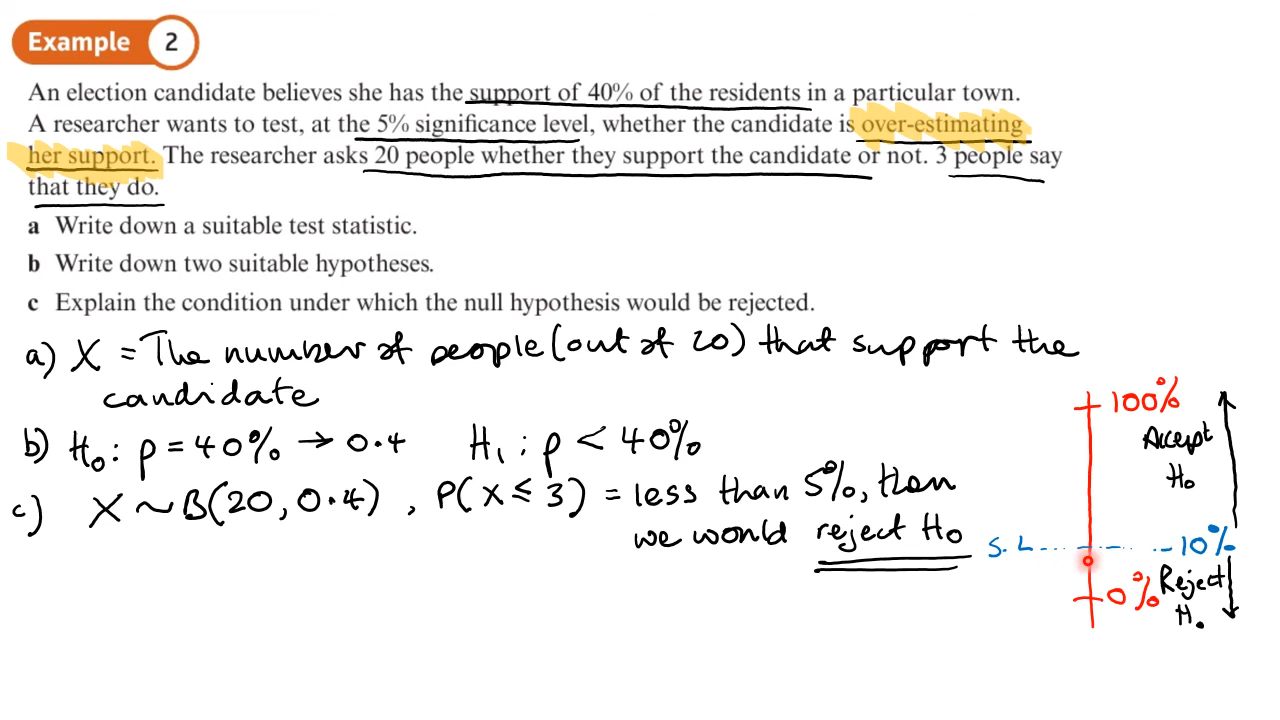 Example 2
An election candidate believes she has the support of 40% of the residents in a particular town.
A researcher wants to test, at the 5% significance level, whether the candidate is over-estimating
her support. The researcher asks 20 people whether they support the candidate or not. 3 people say
that they do.
a Write down a suitable test statistic.
b Write down two suitable hypotheses.
c Explain the condition under which the null hypothesis would be rejected.
a) X = The number of people (out of 20) that support the
candidate
b) H₀: p = 40% → 0.4 H₁: p < 40%
c) X ~ B(20, 0.4), P(X ≤ 3) = less than 5%, then
we would reject H₀
100%
Accept
H₀
S.L 10%
0% Reject
H₀